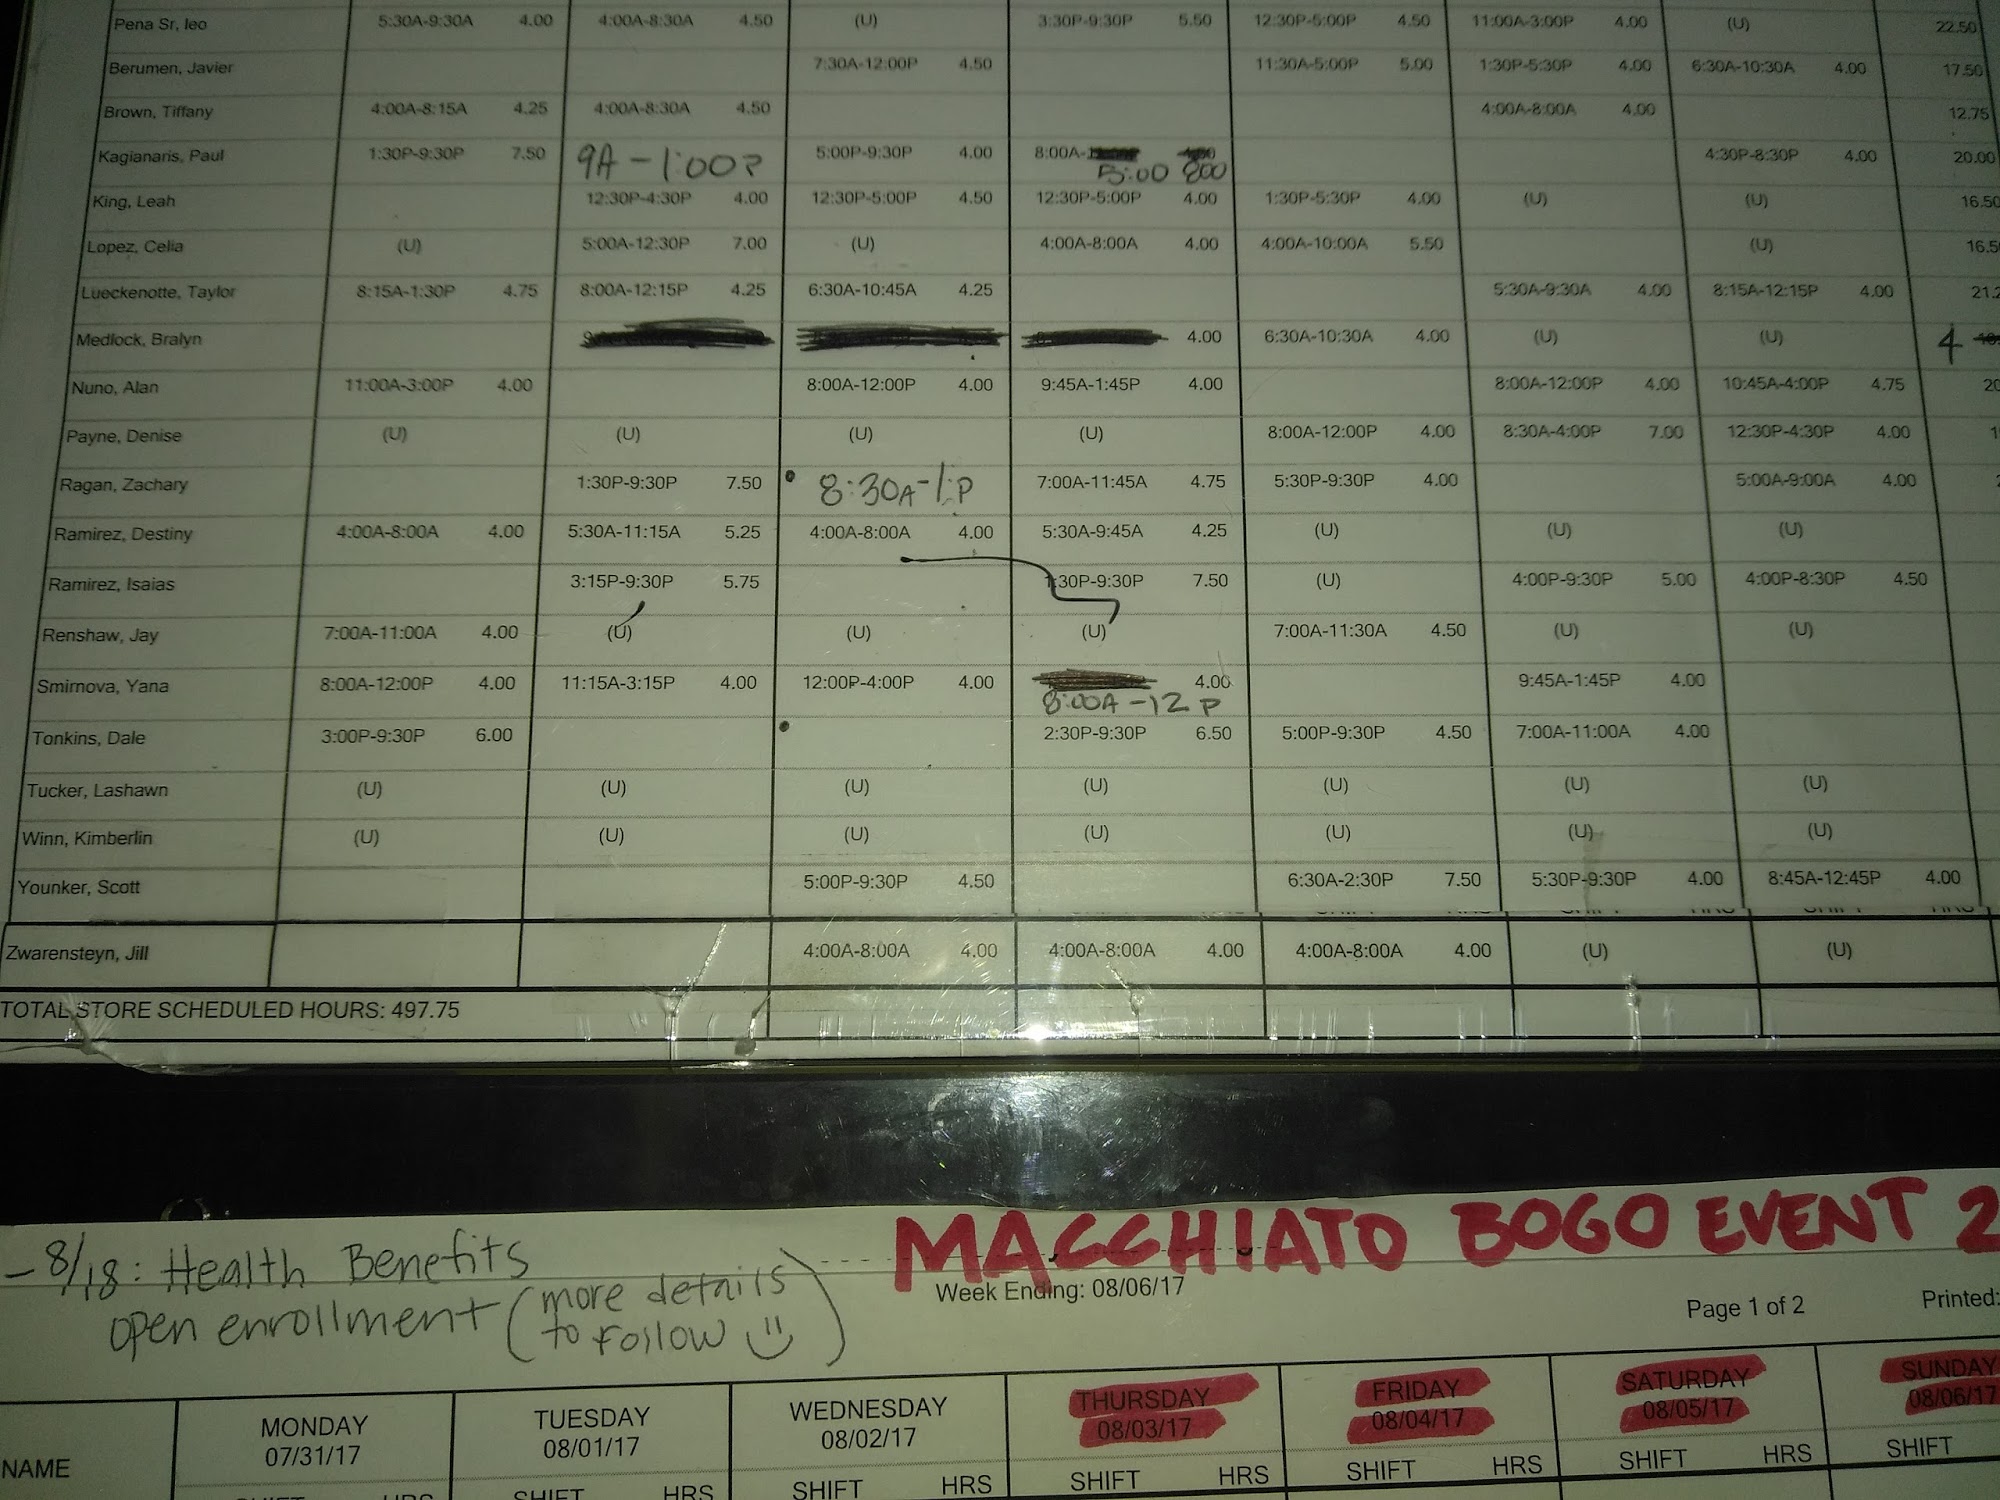 Pena Sr, leo 5:30A-9:30A 4.00 4:00A-8:30A 4.50 (U) 3:30P-9:30P 5.50 12:30P-5:00P 4.50 11:00A-3:00P 4.00 (U) 22.50
Berumen, Javier 7:30A-12:00P 4.50 11:30A-5:00P 5.00 1:30P-5:30P 4.00 6:30A-10:30A 4.00 17.50
Brown, Tiffany 4:00A-8:15A 4.25 4:00A-8:30A 4.50 4:00A-8:00A 4.00 12.75
Kagianaris, Paul 1:30P-9:30P 7.50 9A - 1:00P 5:00P-9:30P 4.00 8:00A- 4:30P-8:30P 4.00 20.00
5:00 800
King, Leah 12:30P-4:30P 4.00 12:30P-5:00P 4.50 12:30P-5:00P 4.00 1:30P-5:30P 4.00 (U) (U) 16.50
Lopez, Celia (U) 5:00A-12:30P 7.00 (U) 4:00A-8:00A 4.00 4:00A-10:00A 5.50 (U) 16.5
Lueckenotte, Taylor 8:15A-1:30P 4.75 8:00A-12:15P 4.25 6:30A-10:45A 4.25 5:30A-9:30A 4.00 8:15A-12:15P 4.00 21.2
Medlock, Bralyn 4.00 6:30A-10:30A 4.00 (U) (U) 4
Nuno, Alan 11:00A-3:00P 4.00 8:00A-12:00P 4.00 9:45A-1:45P 4.00 8:00A-12:00P 4.00 10:45A-4:00P 4.75 20
Payne, Denise (U) (U) (U) (U) 8:00A-12:00P 4.00 8:30A-4:00P 7.00 12:30P-4:30P 4.00 1
Ragan, Zachary 1:30P-9:30P 7.50 8:30A-1:P 7:00A-11:45A 4.75 5:30P-9:30P 4.00 5:00A-9:00A 4.00
Ramirez, Destiny 4:00A-8:00A 4.00 5:30A-11:15A 5.25 4:00A-8:00A 4.00 5:30A-9:45A 4.25 (U) (U) (U)
Ramirez, Isaias 3:15P-9:30P 5.75 1:30P-9:30P 7.50 (U) 4:00P-9:30P 5.00 4:00P-8:30P 4.50
Renshaw, Jay 7:00A-11:00A 4.00 (U) (U) (U) 7:00A-11:30A 4.50 (U) (U)
Smirnova, Yana 8:00A-12:00P 4.00 11:15A-3:15P 4.00 12:00P-4:00P 4.00 4.00 9:45A-1:45P 4.00
8:00A-12 P
Tonkins, Dale 3:00P-9:30P 6.00 2:30P-9:30P 6.50 5:00P-9:30P 4.50 7:00A-11:00A 4.00
Tucker, Lashawn (U) (U) (U) (U) (U) (U) (U)
Winn, Kimberlin (U) (U) (U) (U) (U) (U) (U)
Younker, Scott 5:00P-9:30P 4.50 6:30A-2:30P 7.50 5:30P-9:30P 4.00 8:45A-12:45P 4.00
Zwarensteyn, Jill 4:00A-8:00A 4.00 4:00A-8:00A 4.00 4:00A-8:00A 4.00 (U) (U)
TOTAL STORE SCHEDULED HOURS: 497.75
MACCHIATO BOGO EVENT 2
- 8/18: Health Benefits
open enrollment (more details
to follow )
Week Ending: 08/06/17
Page 1 of 2 Printed:
MONDAY TUESDAY WEDNESDAY THURSDAY FRIDAY SATURDAY SUNDAY
07/31/17 08/01/17 08/02/17 08/03/17 08/04/17 08/05/17 08/06/17
NAME SHIFT HRS SHIFT HRS SHIFT HRS SHIFT HRS SHIFT HRS SHIFT HRS SHIFT